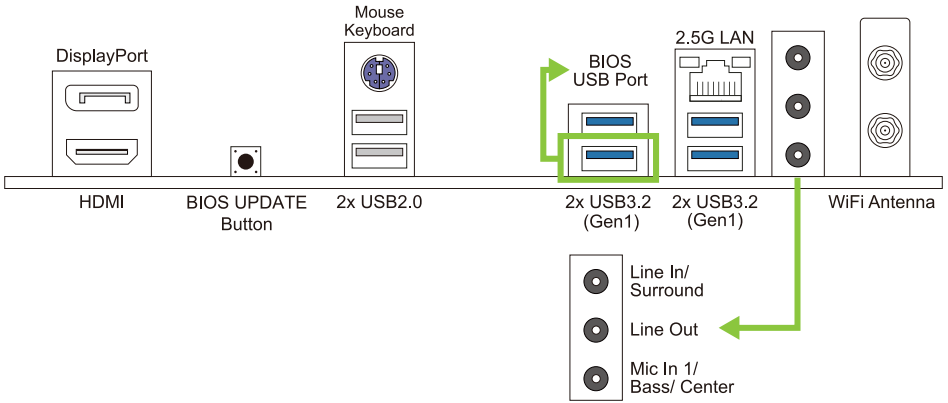 Mouse
Keyboard
DisplayPort
BIOS
USB Port
2.5G LAN
HDMI
BIOS UPDATE
Button
2x USB2.0
2x USB3.2
(Gen1)
2x USB3.2
(Gen1)
WiFi Antenna
Line In/
Surround
Line Out
Mic In 1/
Bass/ Center